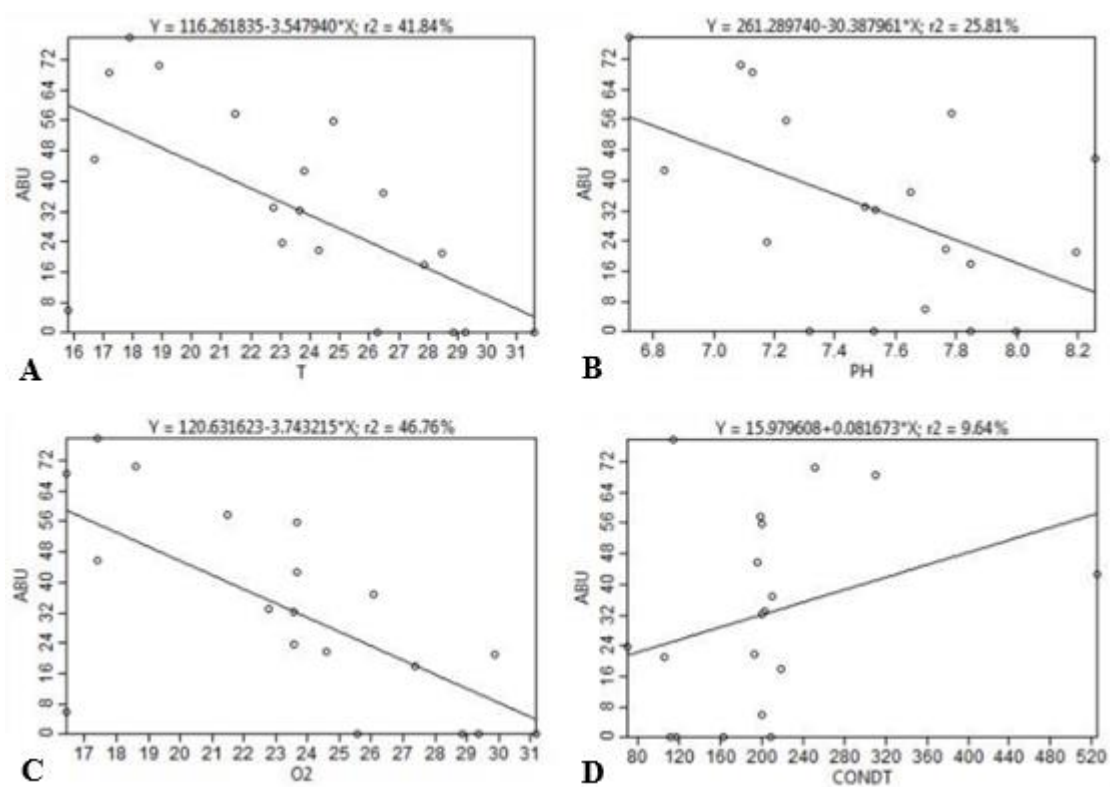 Y = 116.261835-3.547940*X; r2 = 41.84%
ABU
72
64
56
48
40
32
24
16
8
0
16 17 18 19 20 21 22 23 24 25 26 27 28 29 30 31
T
A
Y = 261.289740-30.387961*X; r2 = 25.81%
ABU
72
64
56
48
40
32
24
16
8
0
6.8 7.0 7.2 7.4 7.6 7.8 8.0 8.2
PH
B
Y = 120.631623-3.743215*X; r2 = 46.76%
ABU
72
64
56
48
40
32
24
16
8
0
17 18 19 20 21 22 23 24 25 26 27 28 29 30 31
O2
C
Y = 15.979608+0.081673*X; r2 = 9.64%
ABU
72
64
56
48
40
32
24
16
8
0
80 120 160 200 240 280 320 360 400 440 480 520
CONDT
D